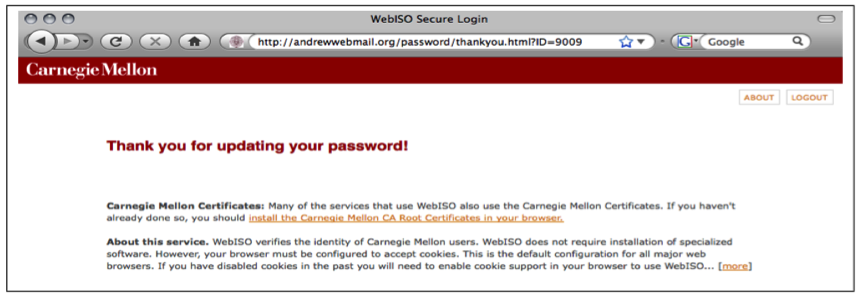 WebISO Secure Login
http://andrewwebmail.org/password/thankyou.html?ID=9009
Google
Carnegie Mellon
ABOUT LOGOUT
Thank you for updating your password!
Carnegie Mellon Certificates: Many of the services that use WebISO also use the Carnegie Mellon Certificates. If you haven't
already done so, you should install the Carnegie Mellon CA Root Certificates in your browser.
About this service. WebISO verifies the identity of Carnegie Mellon users. WebISO does not require installation of specialized
software. However, your browser must be configured to accept cookies. This is the default configuration for all major web
browsers. If you have disabled cookies in the past you will need to enable cookie support in your browser to use WebISO... [more]